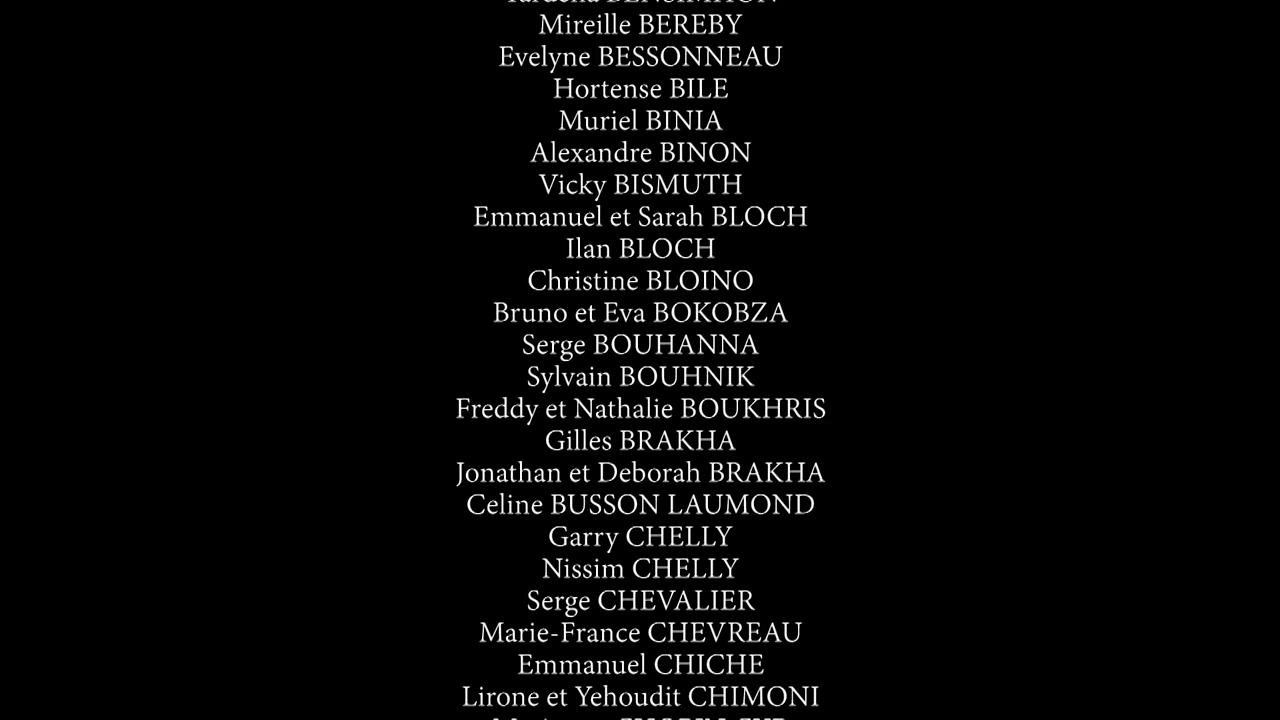 Mireille BEREBY
Evelyne BESSONNEAU
Hortense BILE
Muriel BINIA
Alexandre BINON
Vicky BISMUTH
Emmanuel et Sarah BLOCH
Ilan BLOCH
Christine BLOINO
Bruno et Eva BOKOBZA
Serge BOUHANNA
Sylvain BOUHNIK
Freddy et Nathalie BOUKHRIS
Gilles BRAKHA
Jonathan et Deborah BRAKHA
Celine BUSSON LAUMOND
Garry CHELLY
Nissim CHELLY
Serge CHEVALIER
Marie-France CHEVREAU
Emmanuel CHICHE
Lirone et Yehoudit CHIMONI